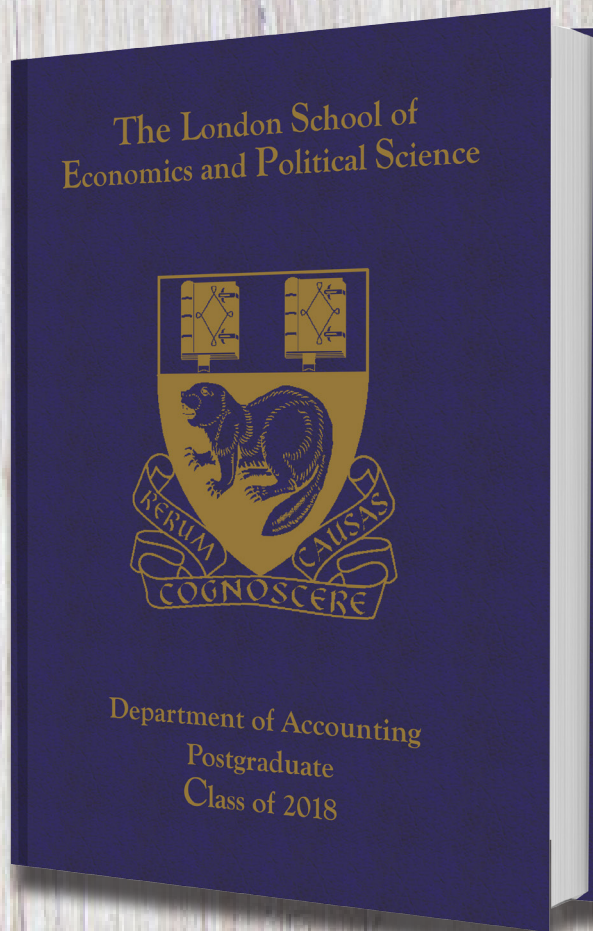 The London School of
Economics and Political Science
RERUM
CAUSAS
COGNOSCERE
Department of Accounting
Postgraduate
Class of 2018